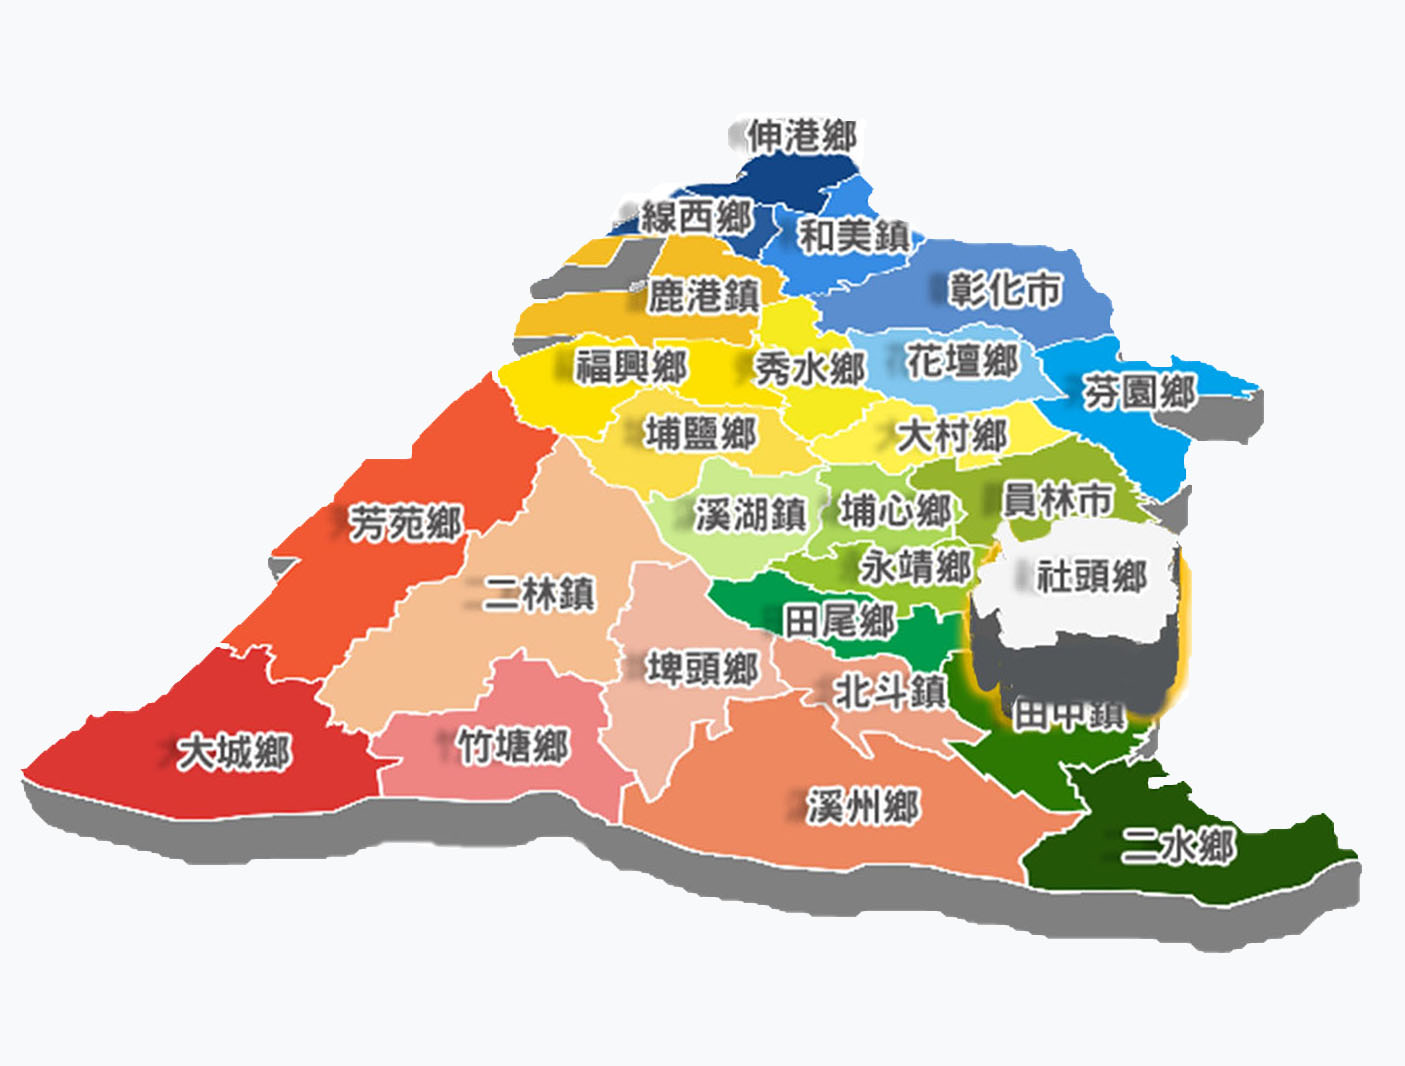 伸港鄉
線西鄉
和美鎮
彰化市
鹿港鎮
福興鄉
秀水鄉
花壇鄉
芬園鄉
埔鹽鄉
大村鄉
員林市
溪湖鎮
埔心鄉
芳苑鄉
永靖鄉
社頭鄉
二林鎮
田尾鄉
埤頭鄉
北斗鎮
田中鎮
大城鄉
竹塘鄉
溪州鄉
二水鄉